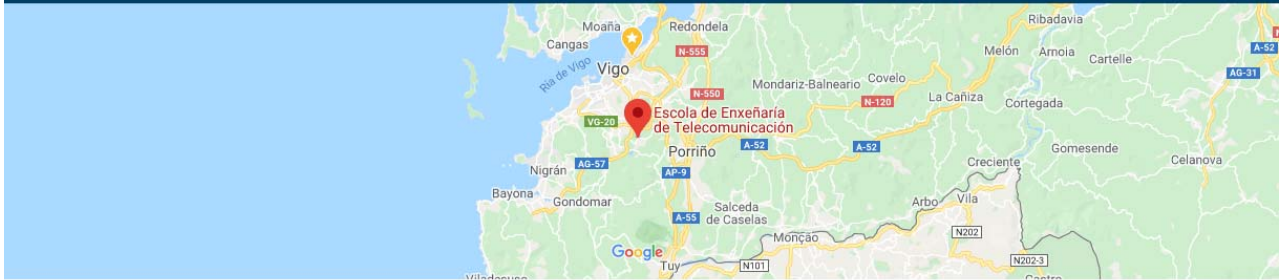 Ribadavia
Moaña
Redondela
Cangas
N-555
Melón
Arnoia
Cartelle
A-52
Ría de Vigo
Vigo
AG-31
Mondariz-Balneario
Covelo
N-550
N-120
La Cañiza
Cortegada
Escola de Enxeñaría
de Telecomunicación
VG-20
Porriño
A-52
A-52
Gomesende
Creciente
Celanova
Nigrán
AG-57
AP-9
Bayona
Gondomar
Salceda
de Caselas
Arbo
Vila
A-55
N202
Monção
Google
Tuy
N101
N202-3